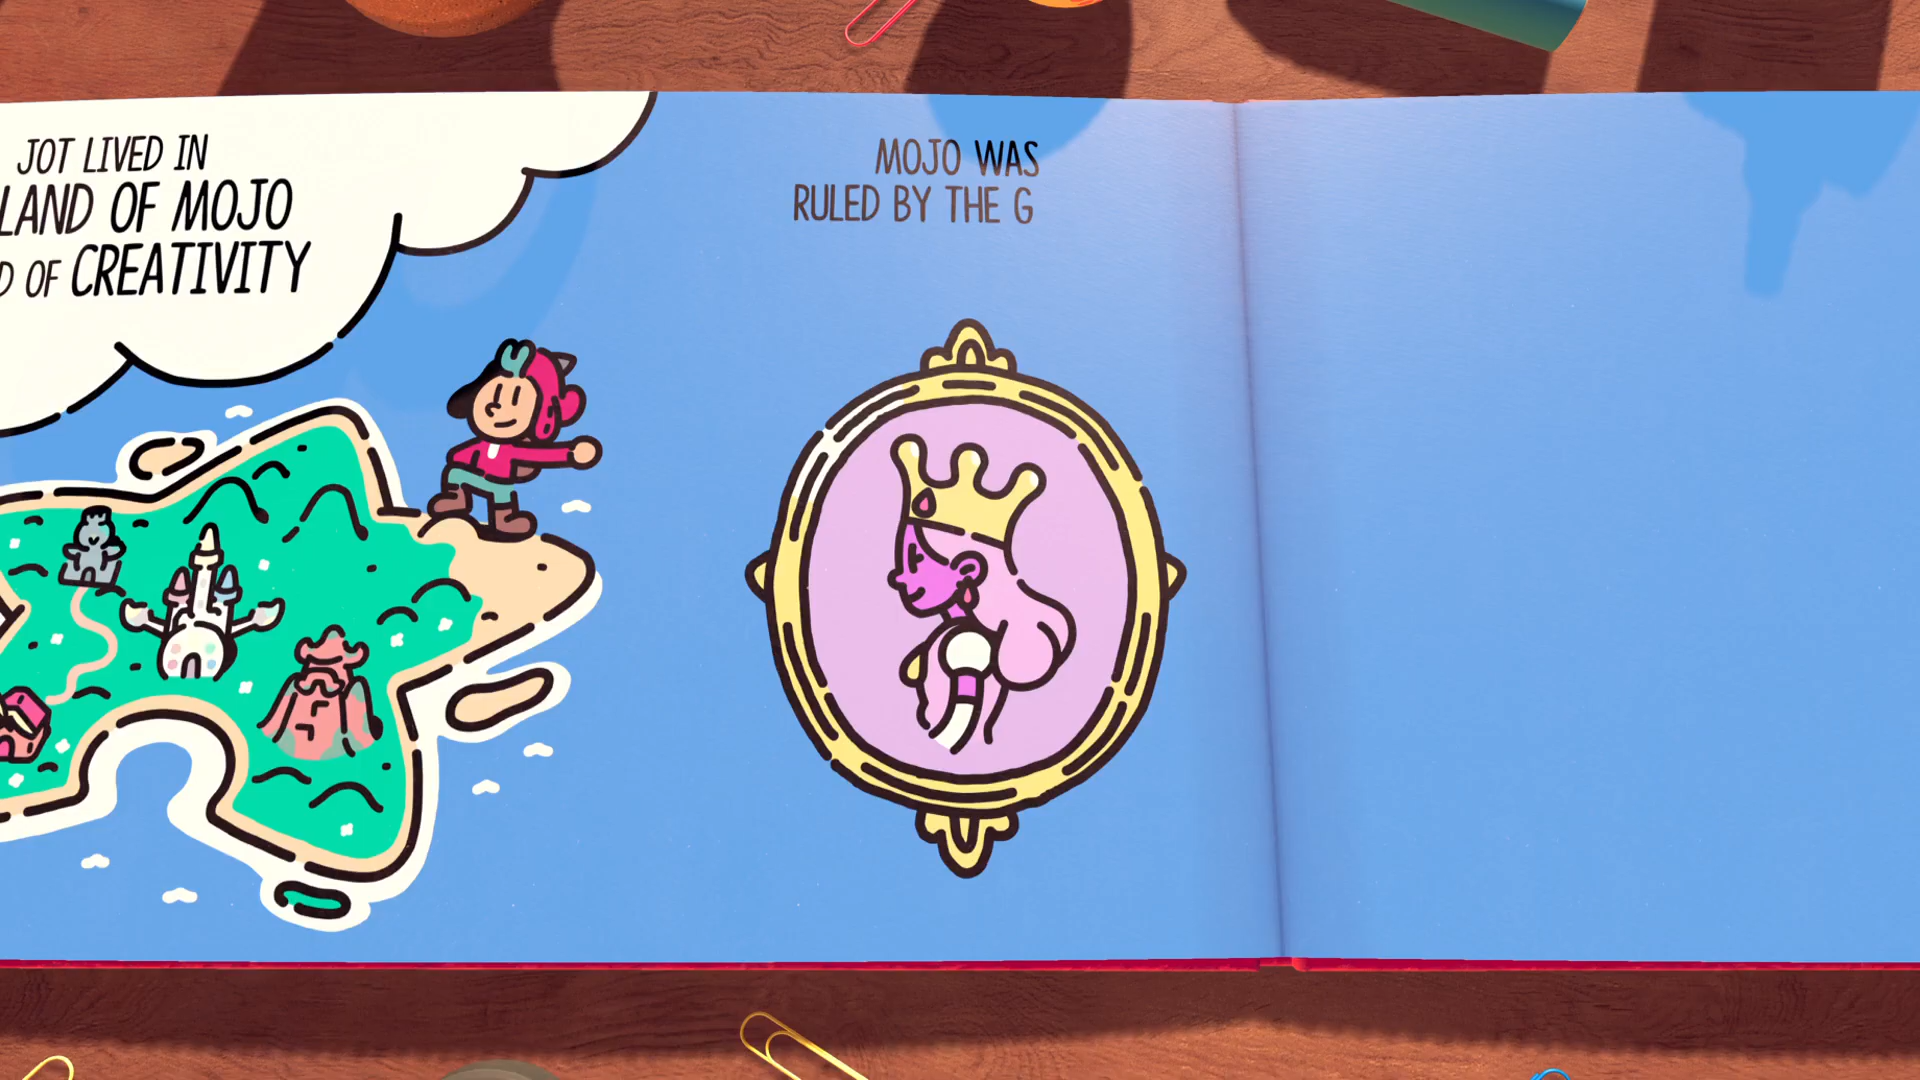 JOT LIVED IN
LAND OF MOJO
D OF CREATIVITY
MOJO WAS
RULED BY THE G